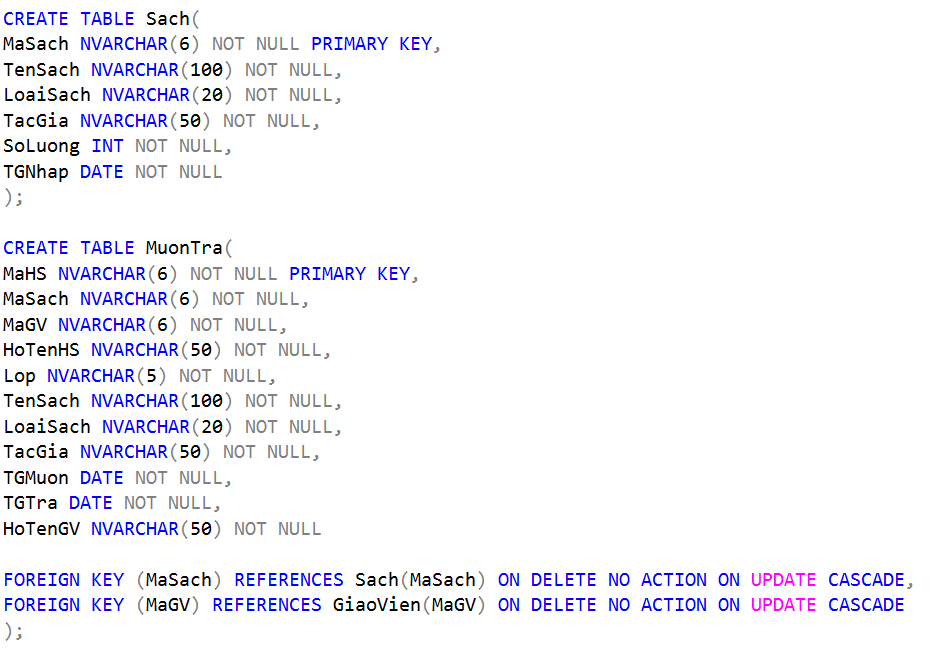 CREATE TABLE Sach(
MaSach NVARCHAR(6) NOT NULL PRIMARY KEY,
TenSach NVARCHAR(100) NOT NULL,
LoaiSach NVARCHAR(20) NOT NULL,
TacGia NVARCHAR(50) NOT NULL,
SoLuong INT NOT NULL,
TGNhap DATE NOT NULL
);
CREATE TABLE MuonTra(
MaHS NVARCHAR(6) NOT NULL PRIMARY KEY,
MaSach NVARCHAR(6) NOT NULL,
MaGV NVARCHAR(6) NOT NULL,
HoTenHS NVARCHAR(50) NOT NULL,
Lop NVARCHAR(5) NOT NULL,
TenSach NVARCHAR(100) NOT NULL,
LoaiSach NVARCHAR(20) NOT NULL,
TacGia NVARCHAR(50) NOT NULL,
TGMuon DATE NOT NULL,
TGTra DATE NOT NULL,
HoTenGV NVARCHAR(50) NOT NULL
FOREIGN KEY (MaSach) REFERENCES Sach(MaSach) ON DELETE NO ACTION ON UPDATE CASCADE,
FOREIGN KEY (MaGV) REFERENCES GiaoVien(MaGV) ON DELETE NO ACTION ON UPDATE CASCADE
);